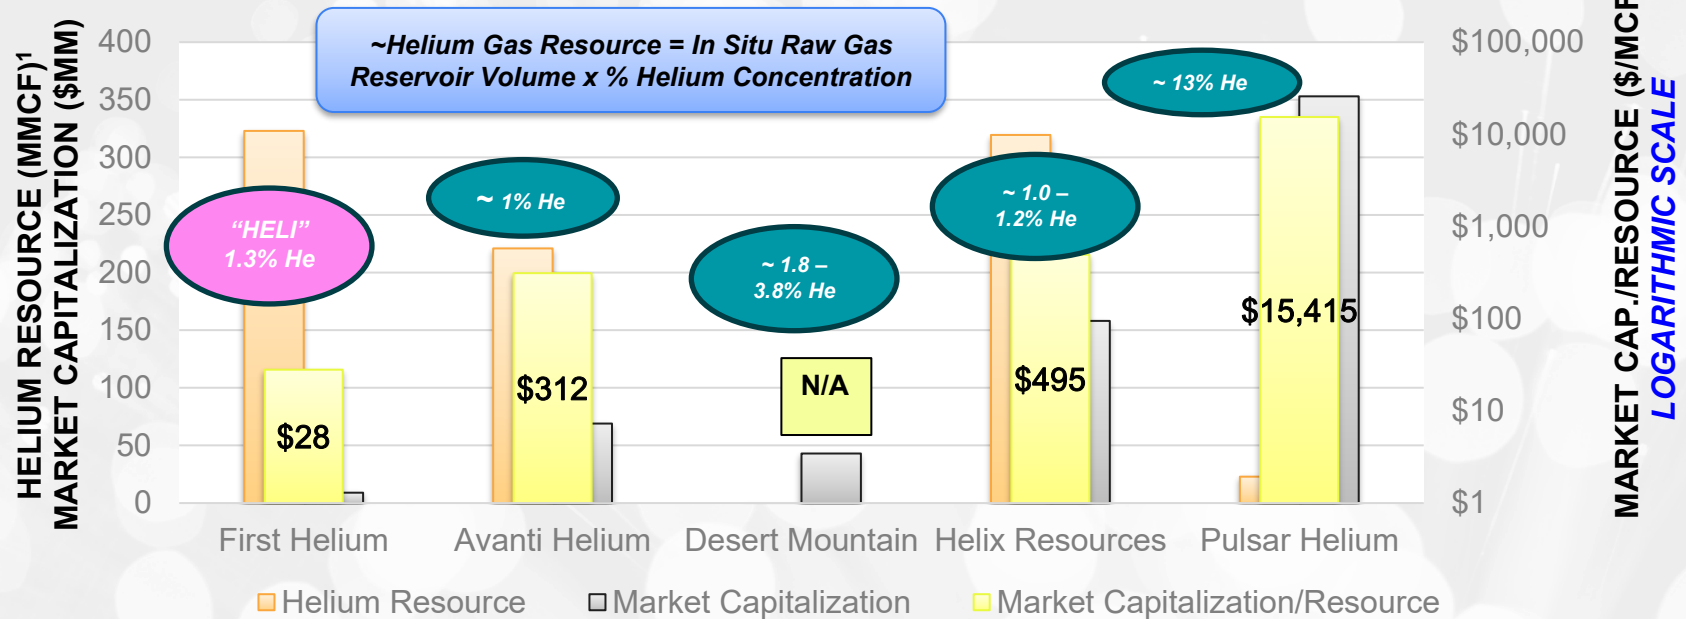 HELIUM RESOURCE (MMCF)1
MARKET CAPITALIZATION ($MM)
400
350
300
250
200
150
100
50
0
~Helium Gas Resource = In Situ Raw Gas
Reservoir Volume x % Helium Concentration
"HELI"
1.3% He
~ 1% He
~ 1.8 –
3.8% He
~ 1.0 –
1.2% He
~ 13% He
$28
$312
N/A
$495
$15,415
First Helium
Avanti Helium
Desert Mountain
Helix Resources
Pulsar Helium
$100,000
$10,000
$1,000
$100
$10
$1
MARKET CAP./RESOURCE ($/MCF
LOGARITHMIC SCALE
Helium Resource
Market Capitalization
Market Capitalization/Resource